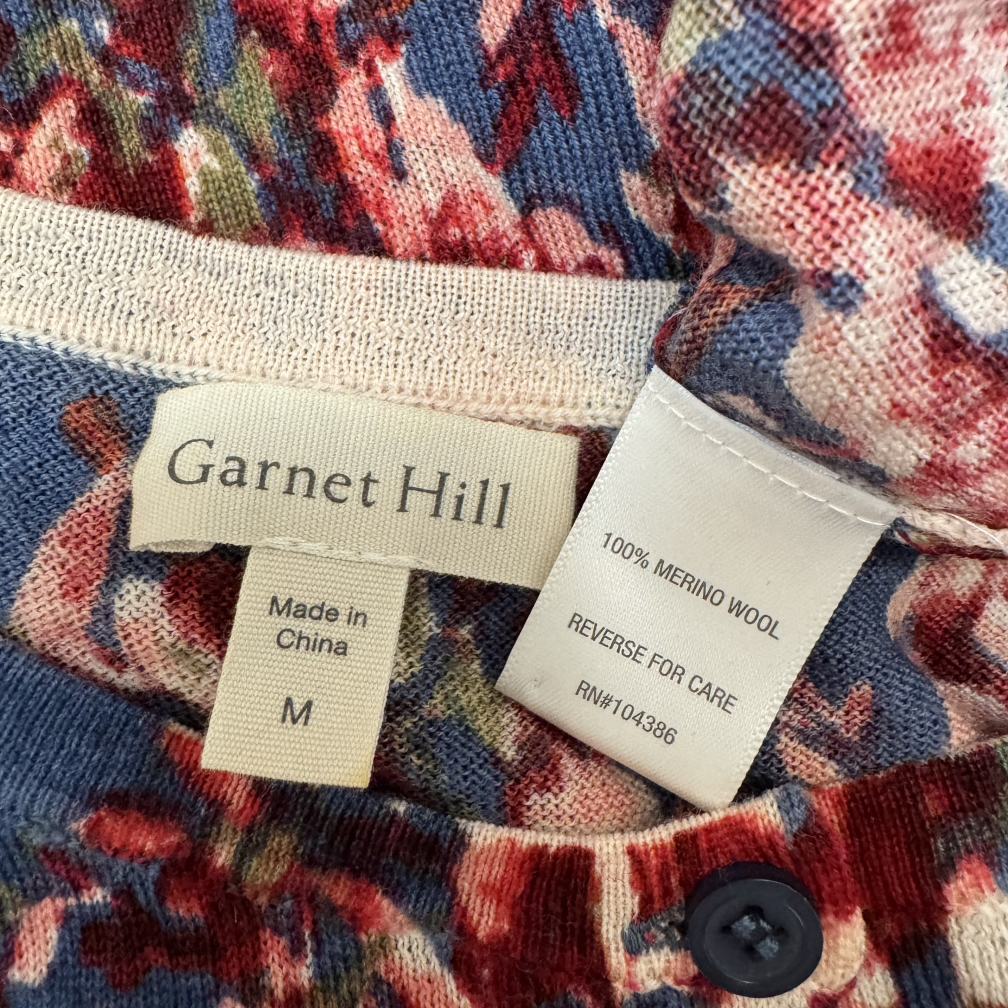 Garnet Hill
Made in
China
M
100% MERINO WOOL
REVERSE FOR CARE
RN#104386